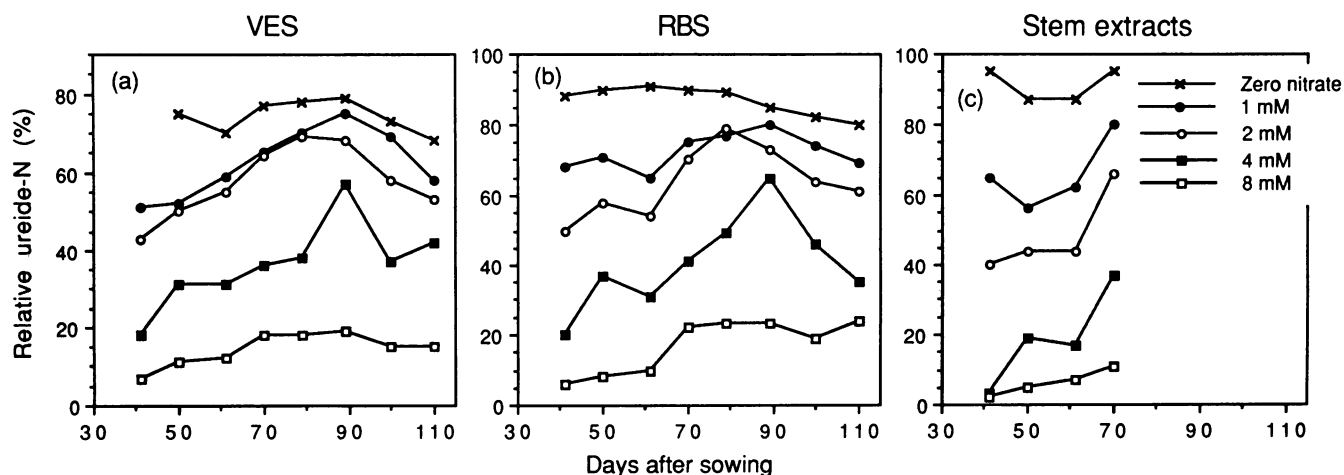 VES
RBS
Stem extracts
Relative ureide-N (%)
(a)
80
60
40
20
0
30 50 70 90 110
(b)
100
80
60
40
20
0
30 50 70 90 110
Days after sowing
(c)
100
80
60
40
20
0
30 50 70 90 110
Zero nitrate
1 mM
2 mM
4 mM
8 mM